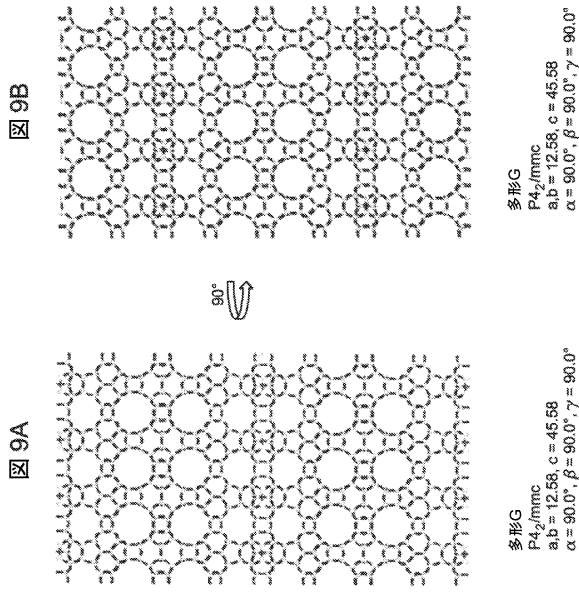 図 9A
多形G
P4₂/mmc
a,b = 12.58, c = 45.58
α = 90.0°, β = 90.0°, γ = 90.0°
90°
図 9B
多形G
P4₂/mmc
a,b = 12.58, c = 45.58
α = 90.0°, β = 90.0°, γ = 90.0°